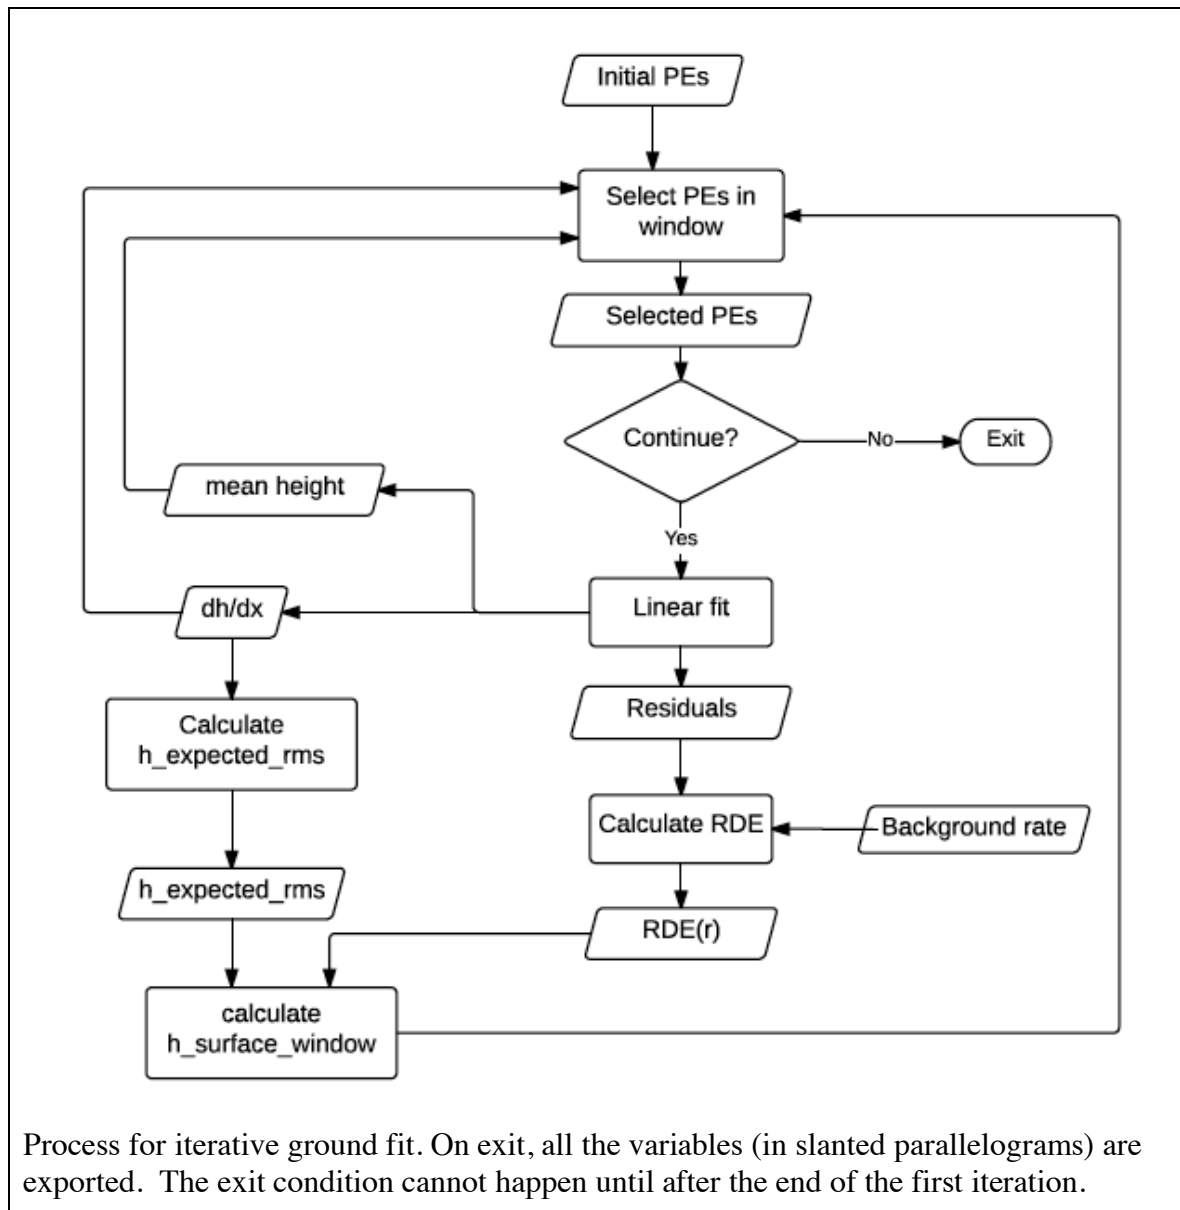 Initial PEs
Select PEs in
window
Selected PEs
Continue?
No
Exit
mean height
Yes
dh/dx
Linear fit
Residuals
Calculate
h_expected_rms
Calculate RDE
Background rate
h_expected_rms
RDE(r)
calculate
h_surface_window
Process for iterative ground fit. On exit, all the variables (in slanted parallelograms) are
exported.  The exit condition cannot happen until after the end of the first iteration.